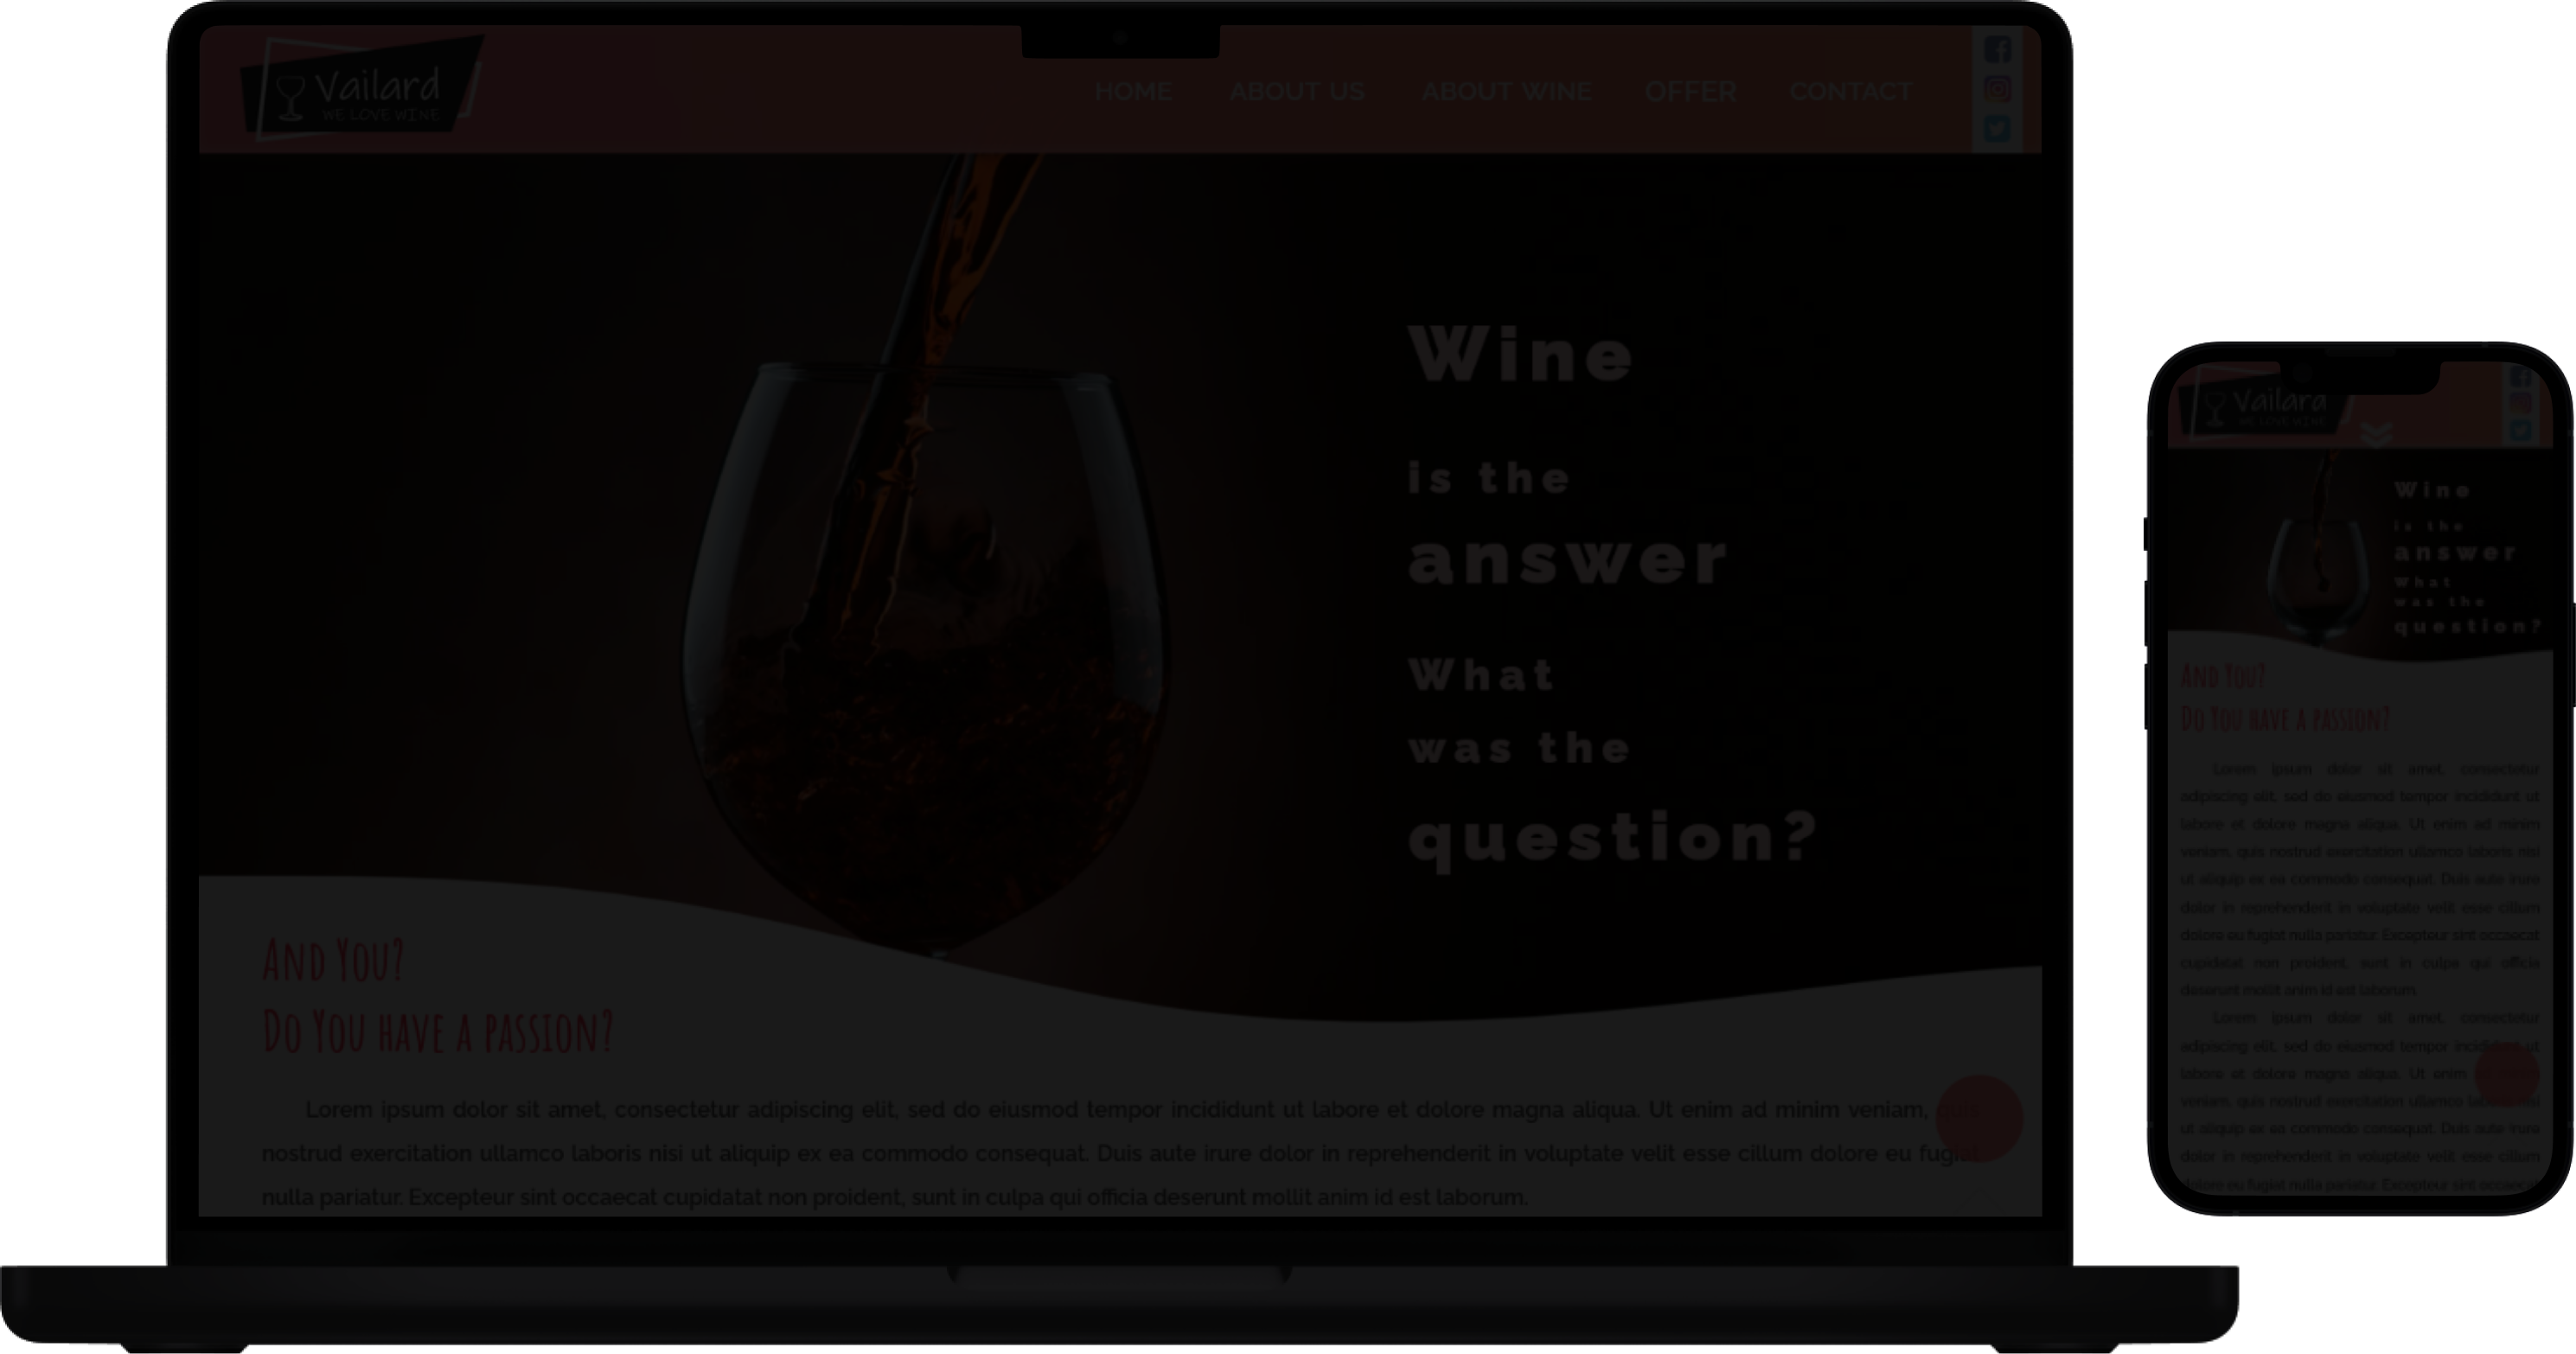 Vailard
WE LOVE WINE
HOME ABOUT US ABOUT WINE OFFER CONTACT
Wine
is the
answer
What
was the
question?
And You?
Do You have a passion?
Lorem ipsum dolor sit amet, consectetur adipiscing elit, sed do eiusmod tempor incididunt ut labore et dolore magna aliqua. Ut enim ad minim veniam, quis
nostrud exercitation ullamco laboris nisi ut aliquip ex ea commodo consequat. Duis aute irure dolor in reprehenderit in voluptate velit esse cillum dolore eu fugiat
nulla pariatur. Excepteur sint occaecat cupidatat non proident, sunt in culpa qui officia deserunt mollit anim id est laborum.
Vailard
WE LOVE WINE
Wine
is the
answer
What
was the
question?
And You?
Do You have a passion?
Lorem ipsum dolor sit amet, consectetur
adipiscing elit, sed do eiusmod tempor incididunt ut
labore et dolore magna aliqua. Ut enim ad minim
veniam, quis nostrud exercitation ullamco laboris nisi
ut aliquip ex ea commodo consequat. Duis aute irure
dolor in reprehenderit in voluptate velit esse cillum
dolore eu fugiat nulla pariatur. Excepteur sint occaecat
cupidatat non proident, sunt in culpa qui officia
deserunt mollit anim id est laborum.
Lorem ipsum dolor sit amet, consectetur
adipiscing elit, sed do eiusmod tempor incididunt ut
labore et dolore magna aliqua. Ut enim
veniam, quis nostrud exercitation ullamco laboris nisi
ut aliquip ex ea commodo consequat. Duis aute irure
dolor in reprehenderit in voluptate velit esse cillum
dolore eu fugiat nulla pariatur. Excepteur sint occaecat